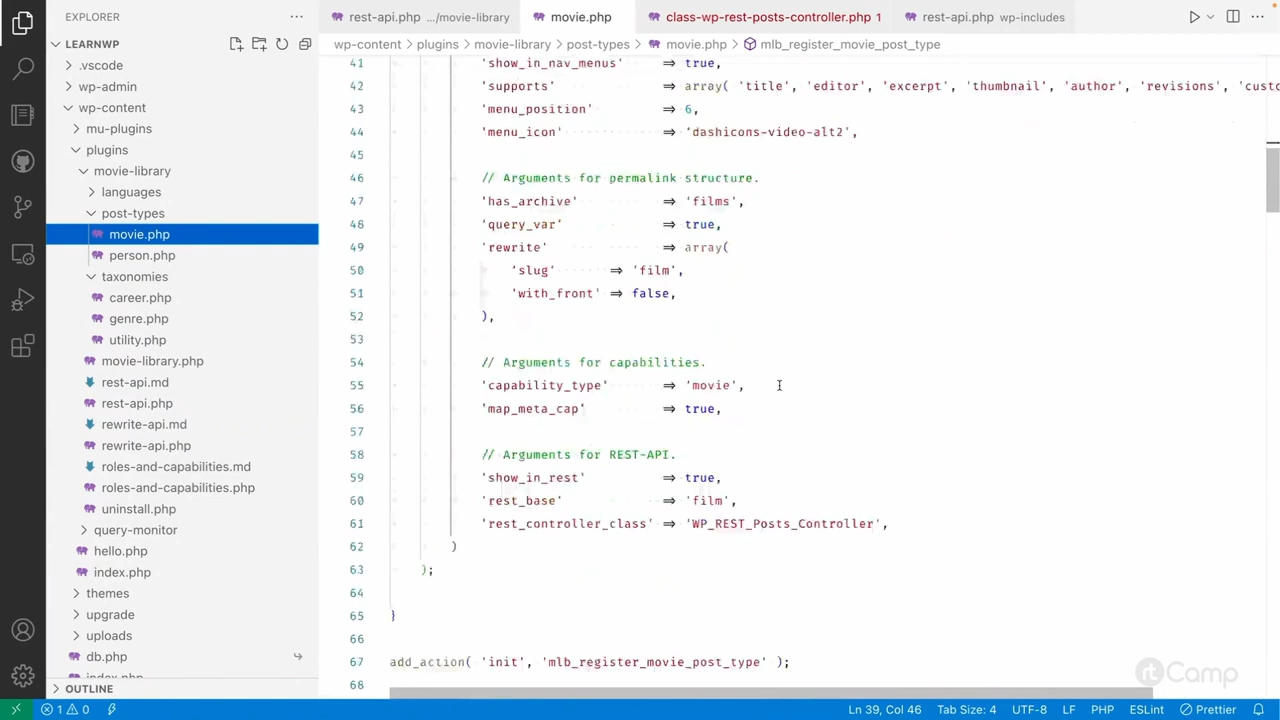 EXPLORER
LEARNWP
.vscode
wp-admin
wp-content
mu-plugins
plugins
movie-library
languages
post-types
movie.php
person.php
taxonomies
career.php
genre.php
utility.php
movie-library.php
rest-api.md
rest-api.php
rewrite-api.md
rewrite-api.php
roles-and-capabilities.md
roles-and-capabilities.php
uninstall.php
query-monitor
hello.php
index.php
themes
upgrade
uploads
db.php
index.php
OUTLINE
rest-api.php .../movie-library movie.php class-wp-rest-posts-controller.php 1 rest-api.php wp-includes
wp-content > plugins > movie-library > post-types > movie.php > mlb_register_movie_post_type
41 'show_in_nav_menus' => true,
42 'supports' => array( 'title', 'editor', 'excerpt', 'thumbnail', 'author', 'revisions', 'custo
43 'menu_position' => 6,
44 'menu_icon' => 'dashicons-video-alt2',
45
46 // Arguments for permalink structure.
47 'has_archive' => 'films',
48 'query_var' => true,
49 'rewrite' => array(
50 'slug' => 'film',
51 'with_front' => false,
52 ),
53
54 // Arguments for capabilities.
55 'capability_type' => 'movie',
56 'map_meta_cap' => true,
57
58 // Arguments for REST-API.
59 'show_in_rest' => true,
60 'rest_base' => 'film',
61 'rest_controller_class' => 'WP_REST_Posts_Controller',
62 )
63 );
64
65 }
66
67 add_action( 'init', 'mlb_register_movie_post_type' );
68
rtCamp
1 0 Ln 39, Col 46 Tab Size: 4 UTF-8 LF PHP ESLint Prettier